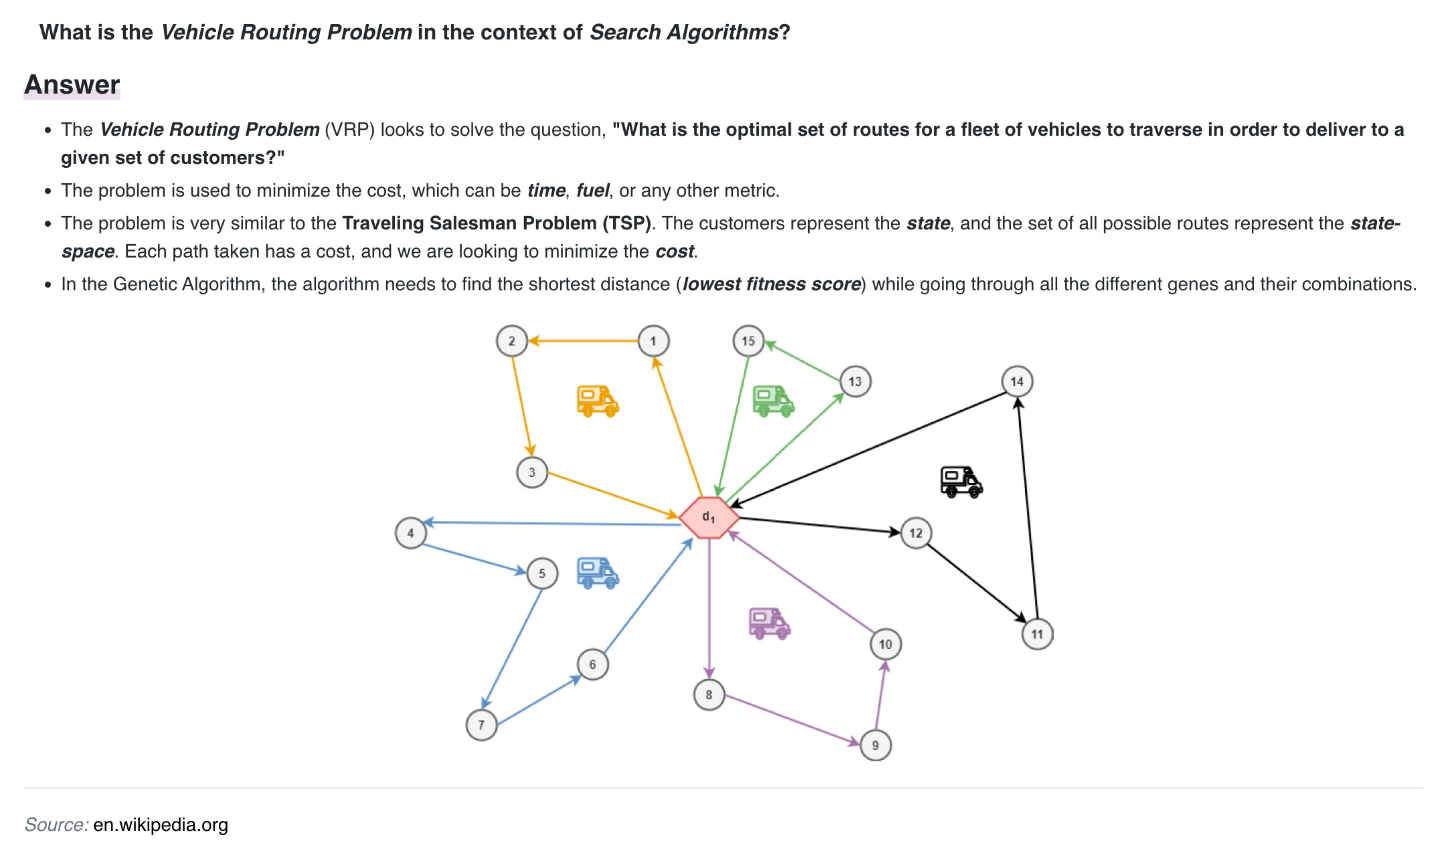 What is the Vehicle Routing Problem in the context of Search Algorithms?
Answer
• The Vehicle Routing Problem (VRP) looks to solve the question, "What is the optimal set of routes for a fleet of vehicles to traverse in order to deliver to a
given set of customers?"
• The problem is used to minimize the cost, which can be time, fuel, or any other metric.
• The problem is very similar to the Traveling Salesman Problem (TSP). The customers represent the state, and the set of all possible routes represent the state-
space. Each path taken has a cost, and we are looking to minimize the cost.
• In the Genetic Algorithm, the algorithm needs to find the shortest distance (lowest fitness score) while going through all the different genes and their combinations.
2
1
15
13
14
3
d1
4
12
5
11
10
6
8
7
9
Source: en.wikipedia.org